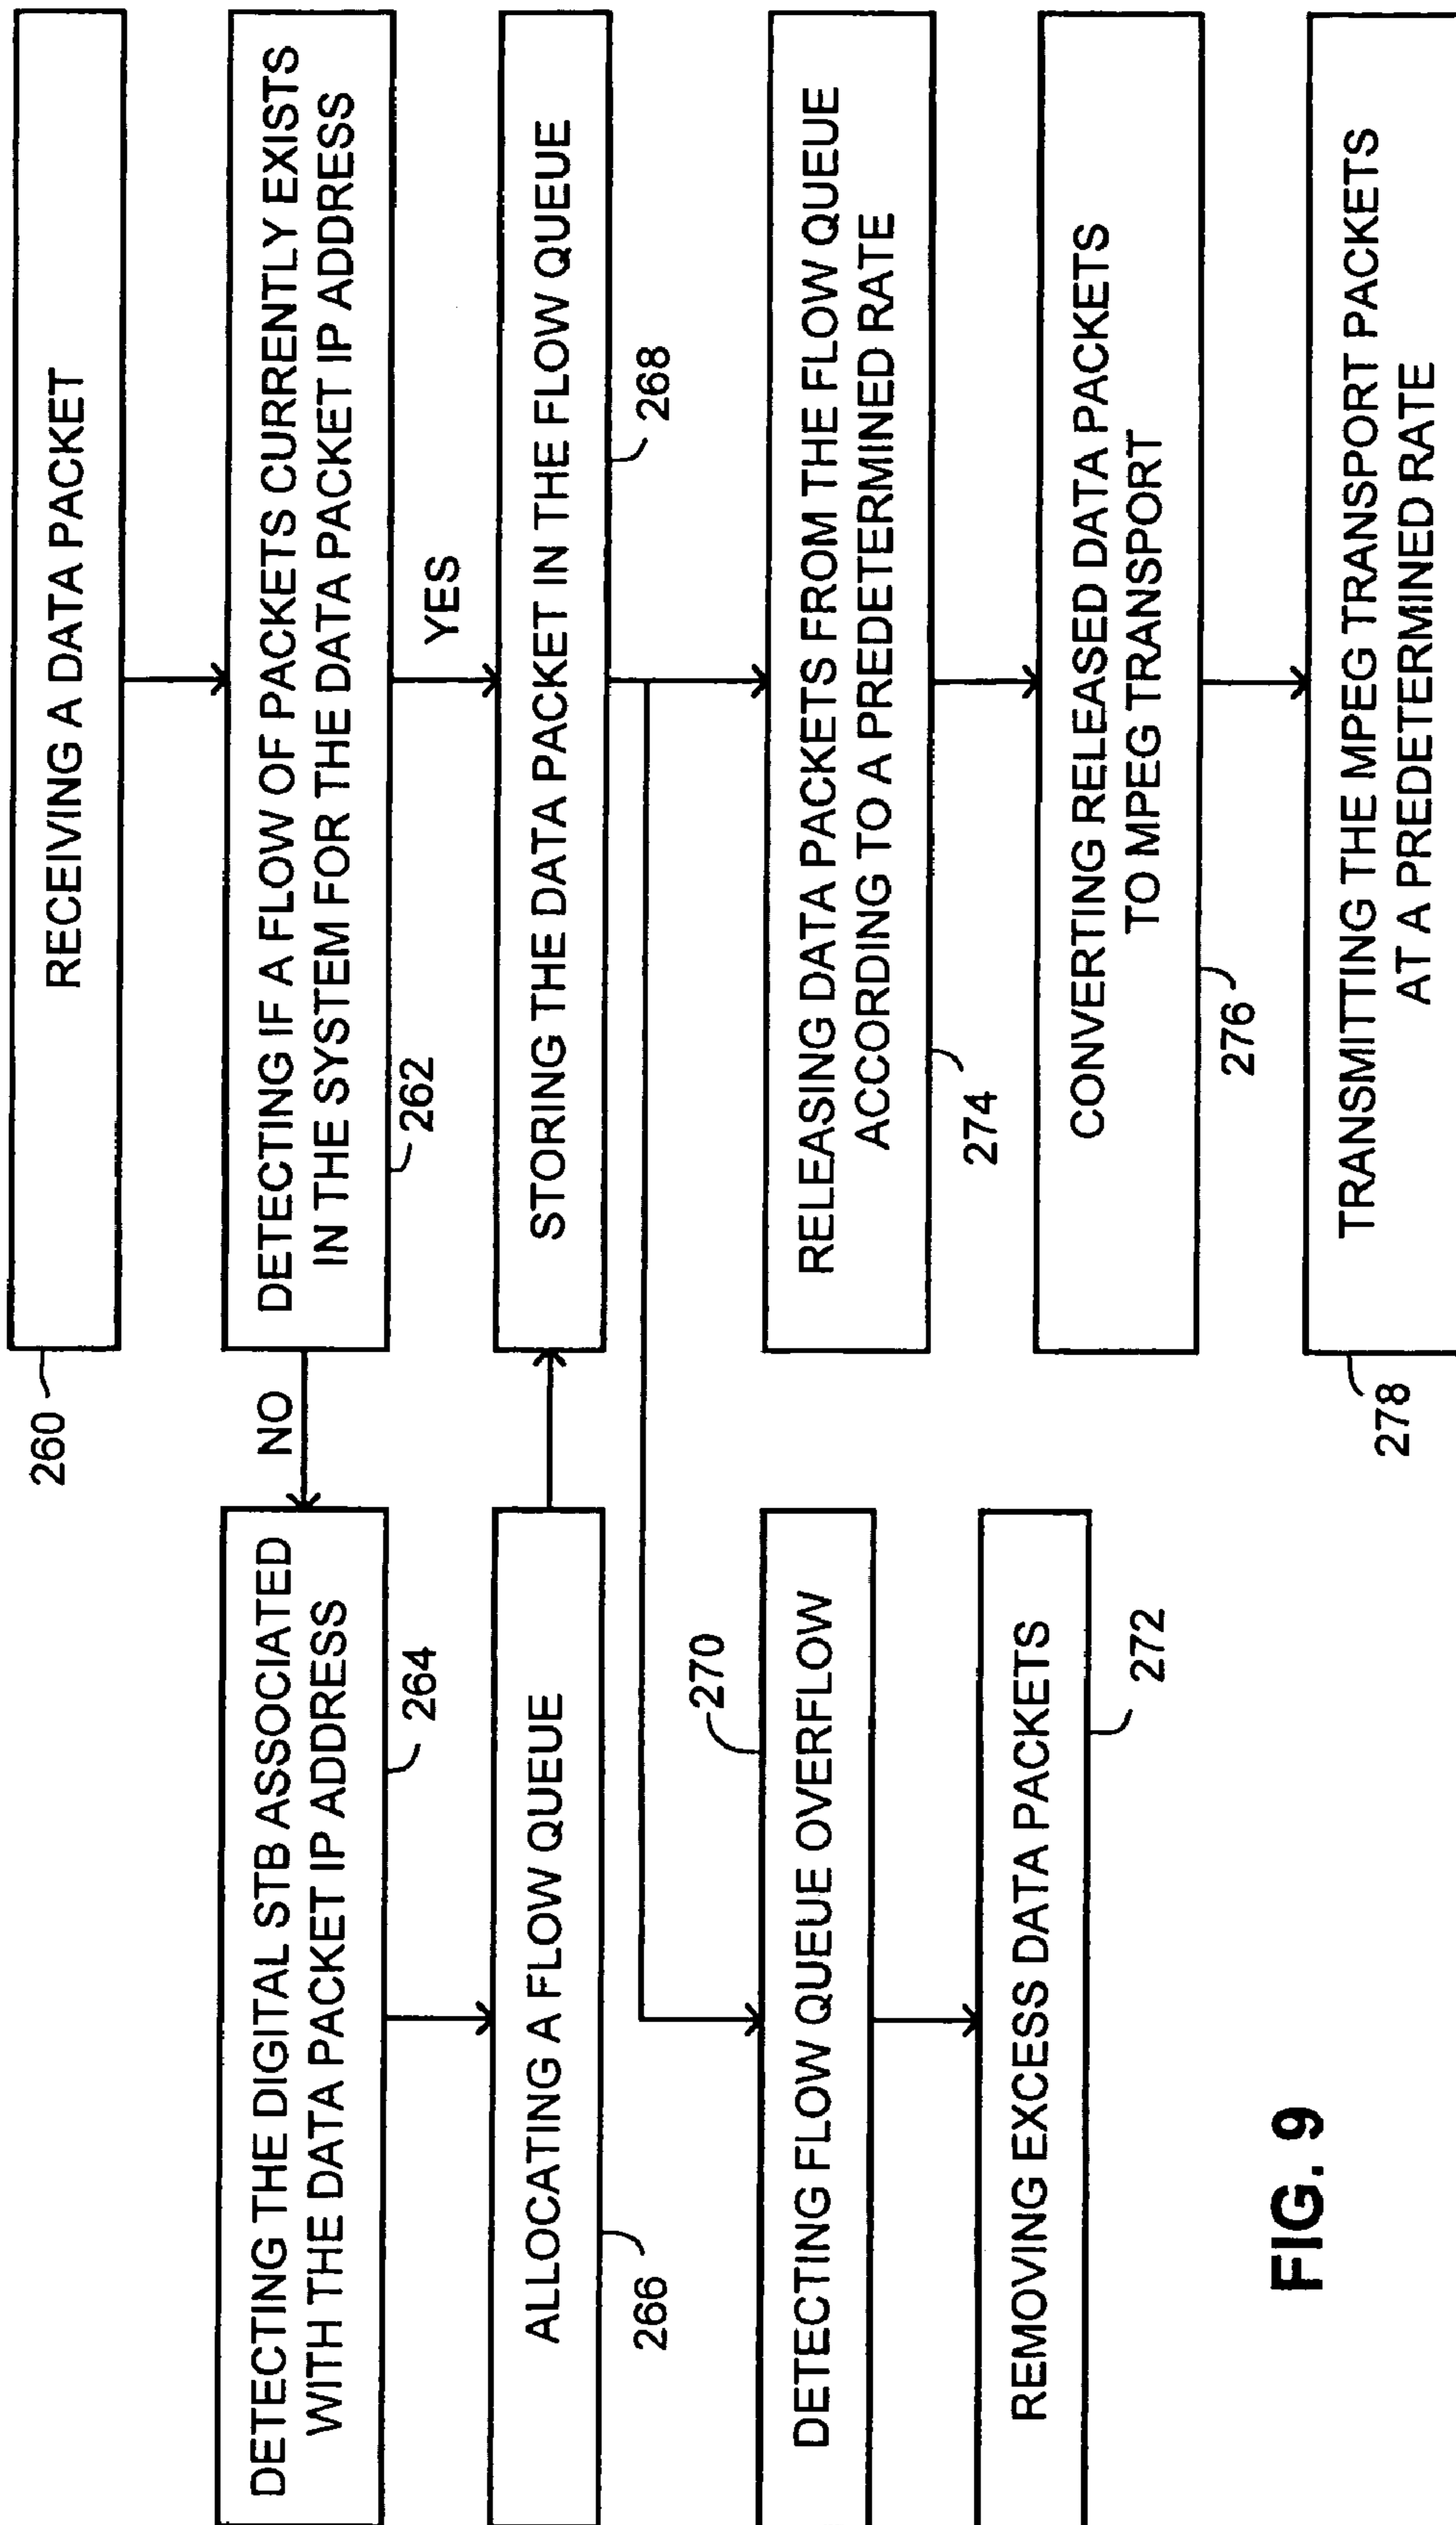 260
RECEIVING A DATA PACKET
DETECTING IF A FLOW OF PACKETS CURRENTLY EXISTS
IN THE SYSTEM FOR THE DATA PACKET IP ADDRESS
262
NO
YES
DETECTING THE DIGITAL STB ASSOCIATED
WITH THE DATA PACKET IP ADDRESS
264
ALLOCATING A FLOW QUEUE
266
STORING THE DATA PACKET IN THE FLOW QUEUE
268
270
DETECTING FLOW QUEUE OVERFLOW
REMOVING EXCESS DATA PACKETS
272
RELEASING DATA PACKETS FROM THE FLOW QUEUE
ACCORDING TO A PREDETERMINED RATE
274
CONVERTING RELEASED DATA PACKETS
TO MPEG TRANSPORT
276
TRANSMITTING THE MPEG TRANSPORT PACKETS
AT A PREDETERMINED RATE
278
FIG. 9